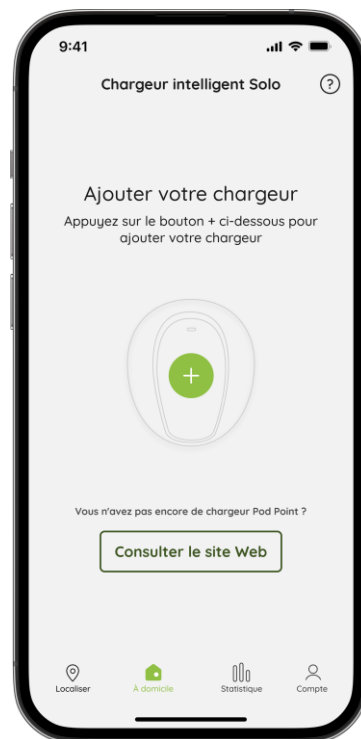 9:41
Chargeur intelligent Solo
?
Ajouter votre chargeur
Appuyez sur le bouton + ci-dessous pour
ajouter votre chargeur
+
Vous n'avez pas encore de chargeur Pod Point ?
Consulter le site Web
Localiser À domicile Statistique Compte